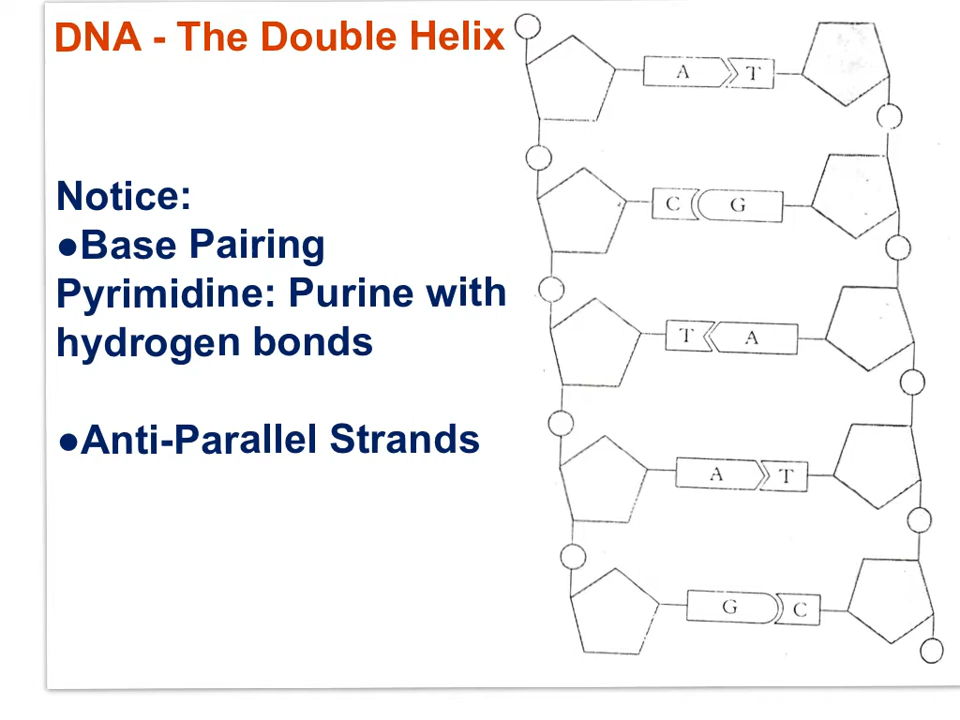 DNA - The Double Helix
Notice:
●Base Pairing
Pyrimidine: Purine with
hydrogen bonds
●Anti-Parallel Strands
A T
C G
T A
A T
G C